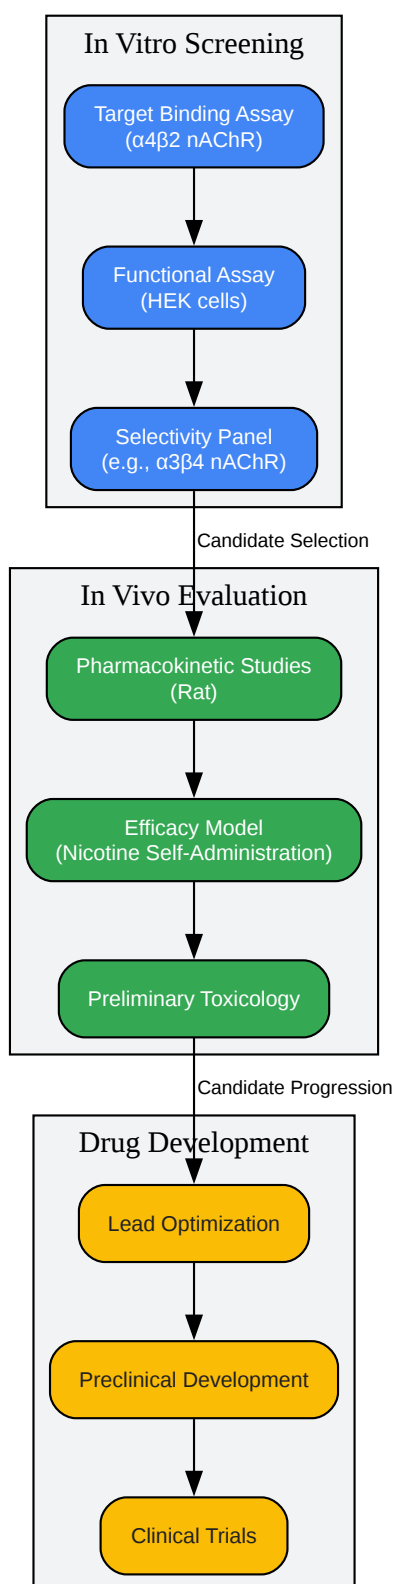 In Vitro Screening
Target Binding Assay
(α4β2 nAChR)
Functional Assay
(HEK cells)
Selectivity Panel
(e.g., α3β4 nAChR)
Candidate Selection
In Vivo Evaluation
Pharmacokinetic Studies
(Rat)
Efficacy Model
(Nicotine Self-Administration)
Preliminary Toxicology
Candidate Progression
Drug Development
Lead Optimization
Preclinical Development
Clinical Trials